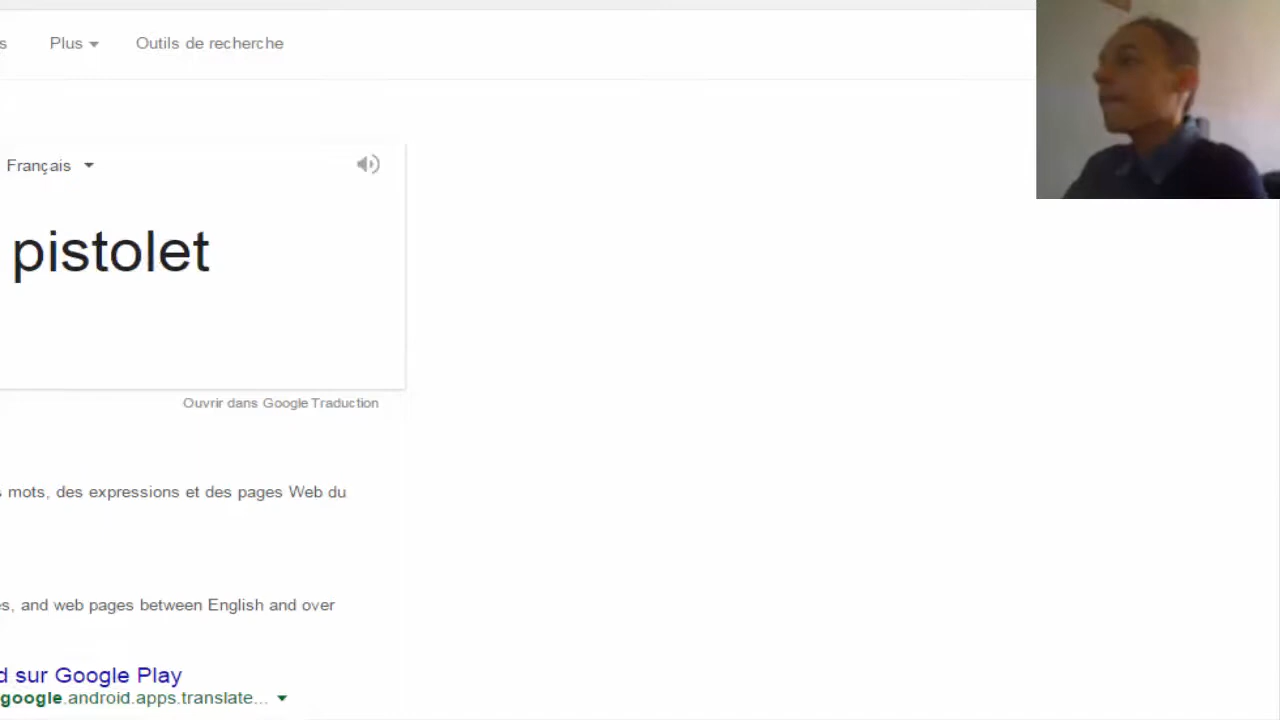 s Plus Outils de recherche
Français
pistolet
Ouvrir dans Google Traduction
s mots, des expressions et des pages Web du
es, and web pages between English and over
d sur Google Play
google.android.apps.translate...